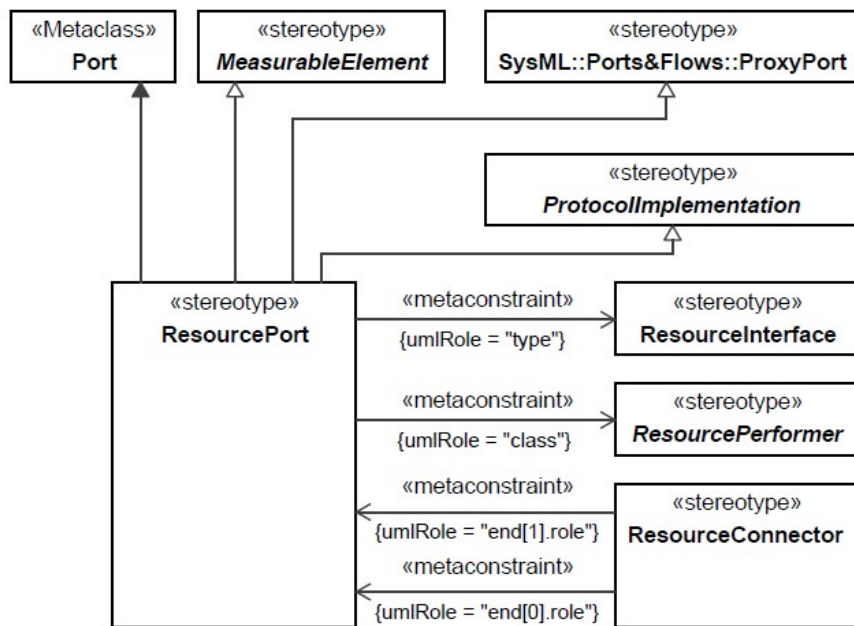 «Metaclass»
Port
«stereotype»
MeasurableElement
«stereotype»
SysML::Ports&Flows::ProxyPort
«stereotype»
ProtocolImplementation
«stereotype»
ResourcePort
«metaconstraint»
{umlRole = "type"}
«stereotype»
ResourceInterface
«metaconstraint»
{umlRole = "class"}
«stereotype»
ResourcePerformer
«metaconstraint»
{umlRole = "end[1].role"}
«stereotype»
ResourceConnector
«metaconstraint»
{umlRole = "end[0].role"}